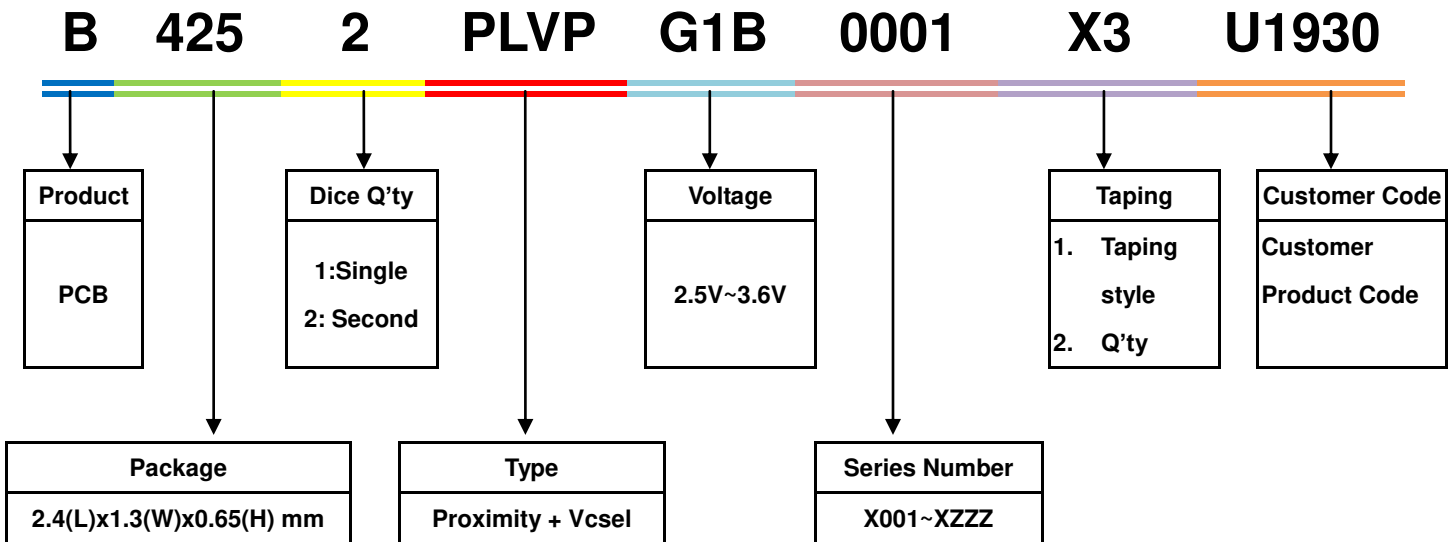 B 425 2 PLVP G1B 0001 X3 U1930
Product
PCB
Dice Q’ty
1:Single
2: Second
Voltage
2.5V~3.6V
Taping
1. Taping
style
2. Q’ty
Customer Code
Customer
Product Code
Package
2.4(L)x1.3(W)x0.65(H) mm
Type
Proximity + Vcsel
Series Number
X001~XZZZ